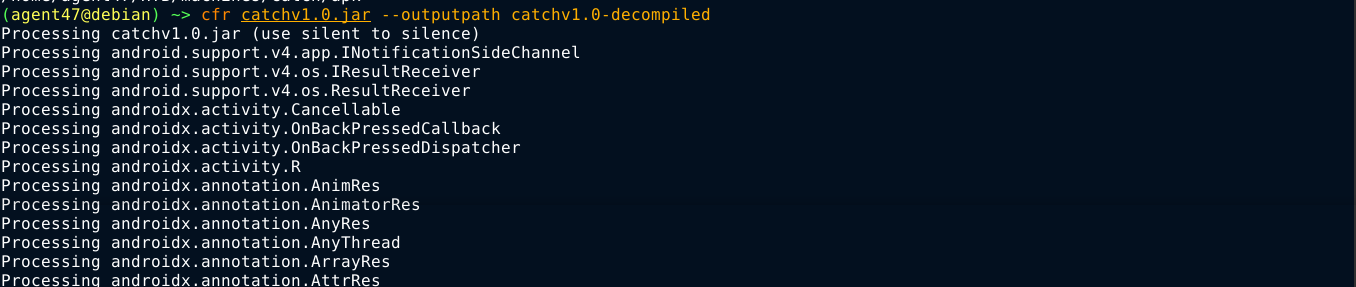 (agent47@debian) ~> cfr catchv1.0.jar --outputpath catchv1.0-decompiled
Processing catchv1.0.jar (use silent to silence)
Processing android.support.v4.app.INotificationSideChannel
Processing android.support.v4.os.IResultReceiver
Processing android.support.v4.os.ResultReceiver
Processing androidx.activity.Cancellable
Processing androidx.activity.OnBackPressedCallback
Processing androidx.activity.OnBackPressedDispatcher
Processing androidx.activity.R
Processing androidx.annotation.AnimRes
Processing androidx.annotation.AnimatorRes
Processing androidx.annotation.AnyRes
Processing androidx.annotation.AnyThread
Processing androidx.annotation.ArrayRes
Processing androidx.annotation.AttrRes